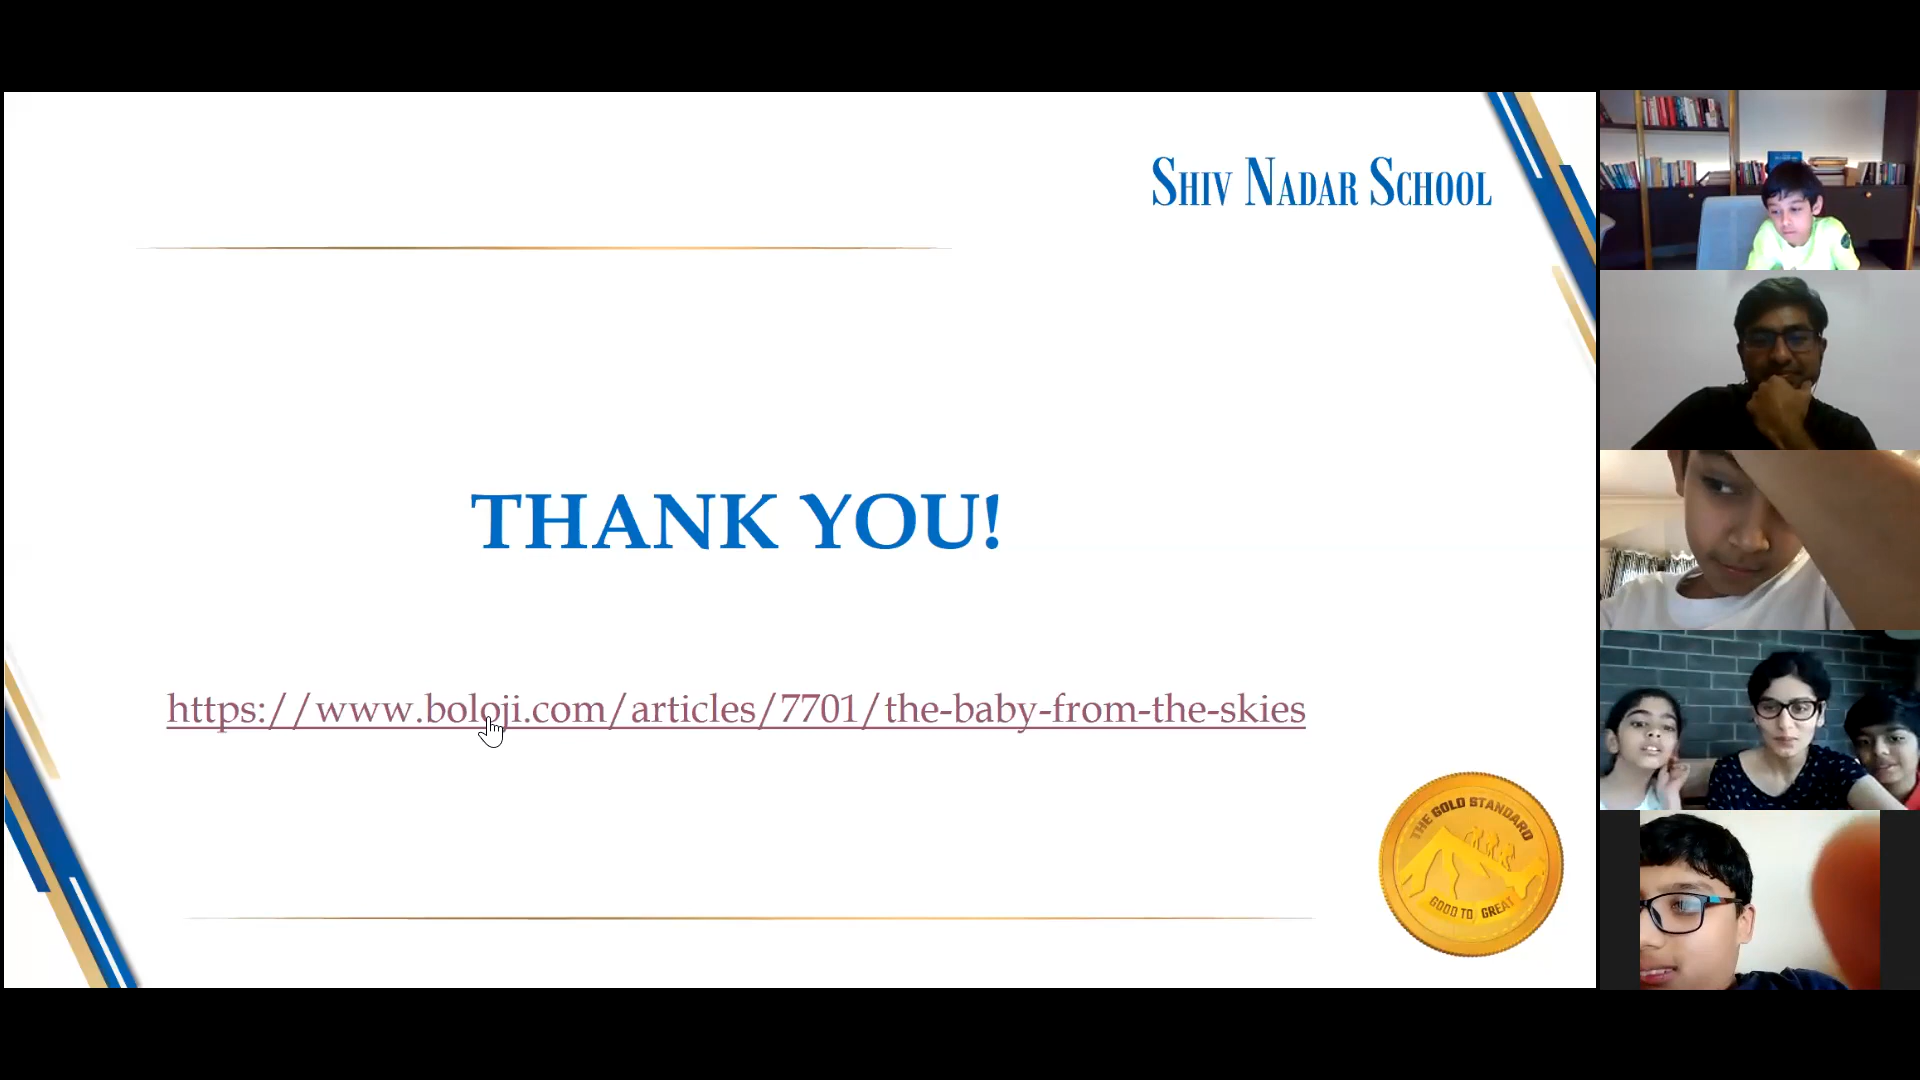 SHIV NADAR SCHOOL
THANK YOU!
https://www.boloji.com/articles/7701/the-baby-from-the-skies
THE GOLD STANDARD
GOOD TO GREAT